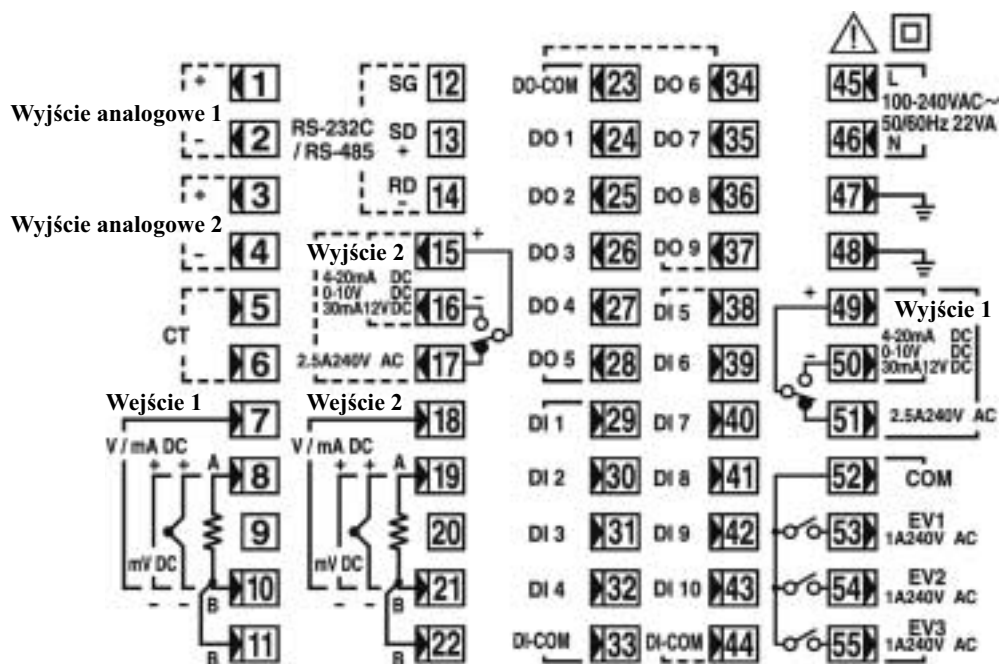 + 1
Wyjście analogowe 1
- 2
+ 3
Wyjście analogowe 2
- 4
5
CT
6
Wejście 1
7
V / mA DC
+ + A 8
9
mV DC
- - B 10
B 11
SG 12
RS-232C
/ RS-485
SD
+ 13
RD
- 14
Wyjście 2 15 +
4-20mA DC
0-10V DC
30mA12V DC
16 -
2.5A240V AC 17
Wejście 2
18
V / mA DC
+ + A 19
20
mV DC
- - B 21
B 22
DO-COM 23
DO 1 24
DO 2 25
DO 3 26
DO 4 27
DO 5 28
DI 1 29
DI 2 30
DI 3 31
DI 4 32
DI-COM 33
DO 6 34
DO 7 35
DO 8 36
DO 9 37
DI 5 38
DI 6 39
DI 7 40
DI 8 41
DI 9 42
DI 10 43
DI-COM 44
45 L
100-240VAC~
50/60Hz 22VA
46 N
47
48
+ 49 Wyjście 1
4-20mA DC
0-10V DC
30mA12V DC
- 50
51 2.5A240V AC
52 COM
53 EV1
1A240V AC
54 EV2
1A240V AC
55 EV3
1A240V AC